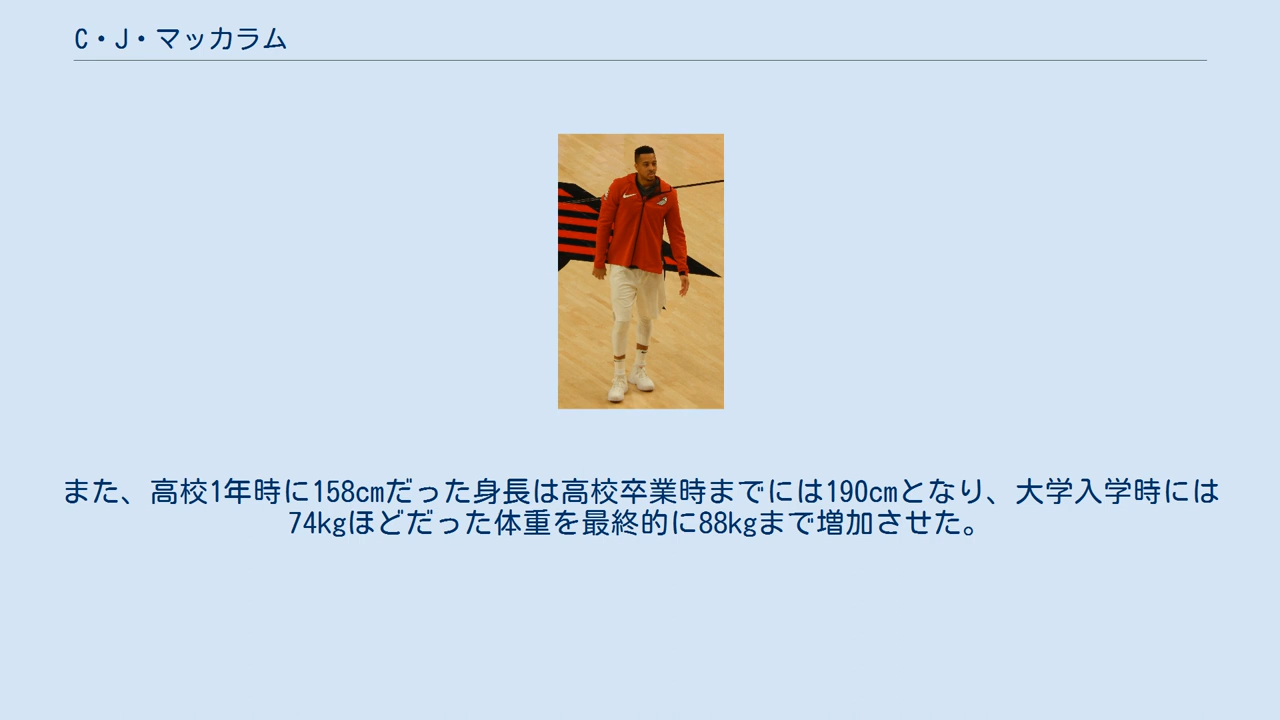 C・J・マッカラム
また、高校1年時に158cmだった身長は高校卒業時までには190cmとなり、大学入学時には
74kgほどだった体重を最終的に88kgまで増加させた。